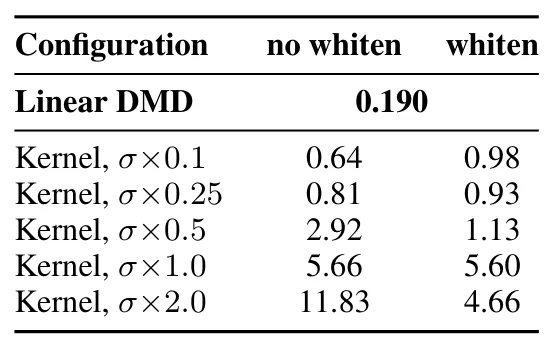 Configuration no whiten whiten
Linear DMD 0.190
Kernel, σ×0.1 0.64 0.98
Kernel, σ×0.25 0.81 0.93
Kernel, σ×0.5 2.92 1.13
Kernel, σ×1.0 5.66 5.60
Kernel, σ×2.0 11.83 4.66